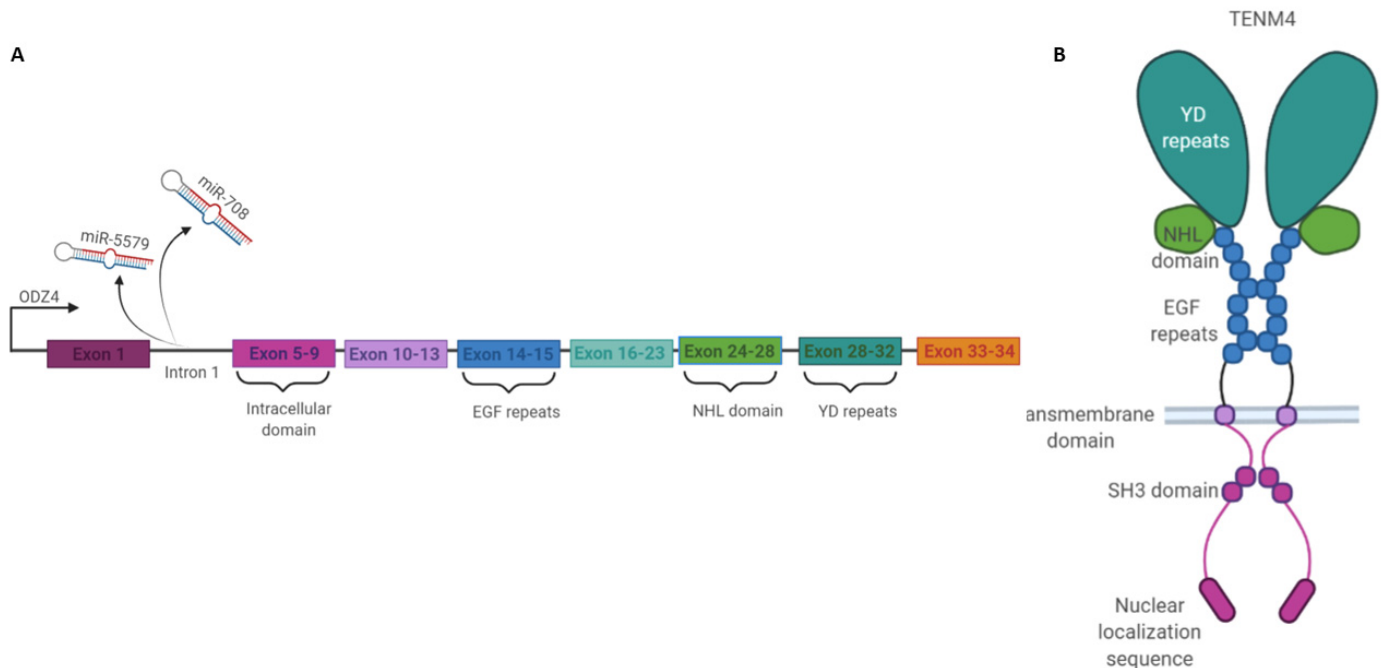 A
miR-708
miR-5579
ODZ4
Exon 1
Intron 1
Exon 5-9
Exon 10-13
Exon 14-15
Exon 16-23
Exon 24-28
Exon 28-32
Exon 33-34
Intracellular
domain
EGF repeats
NHL domain
YD repeats
B
TENM4
YD
repeats
NHL
domain
EGF
repeats
ansmembrane
domain
SH3 domain
Nuclear
localization
sequence